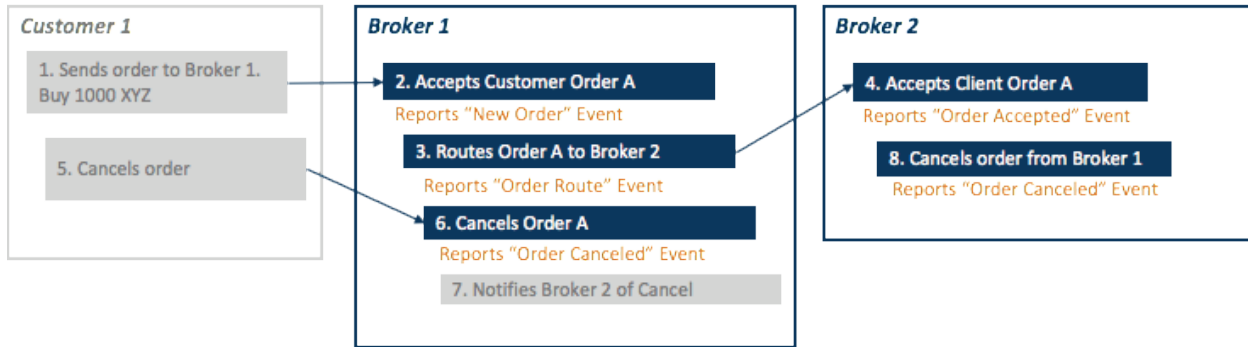 Customer 1
1. Sends order to Broker 1.
Buy 1000 XYZ
5. Cancels order
Broker 1
2. Accepts Customer Order A
Reports "New Order" Event
3. Routes Order A to Broker 2
Reports "Order Route" Event
6. Cancels Order A
Reports "Order Canceled" Event
7. Notifies Broker 2 of Cancel
Broker 2
4. Accepts Client Order A
Reports "Order Accepted" Event
8. Cancels order from Broker 1
Reports "Order Canceled" Event